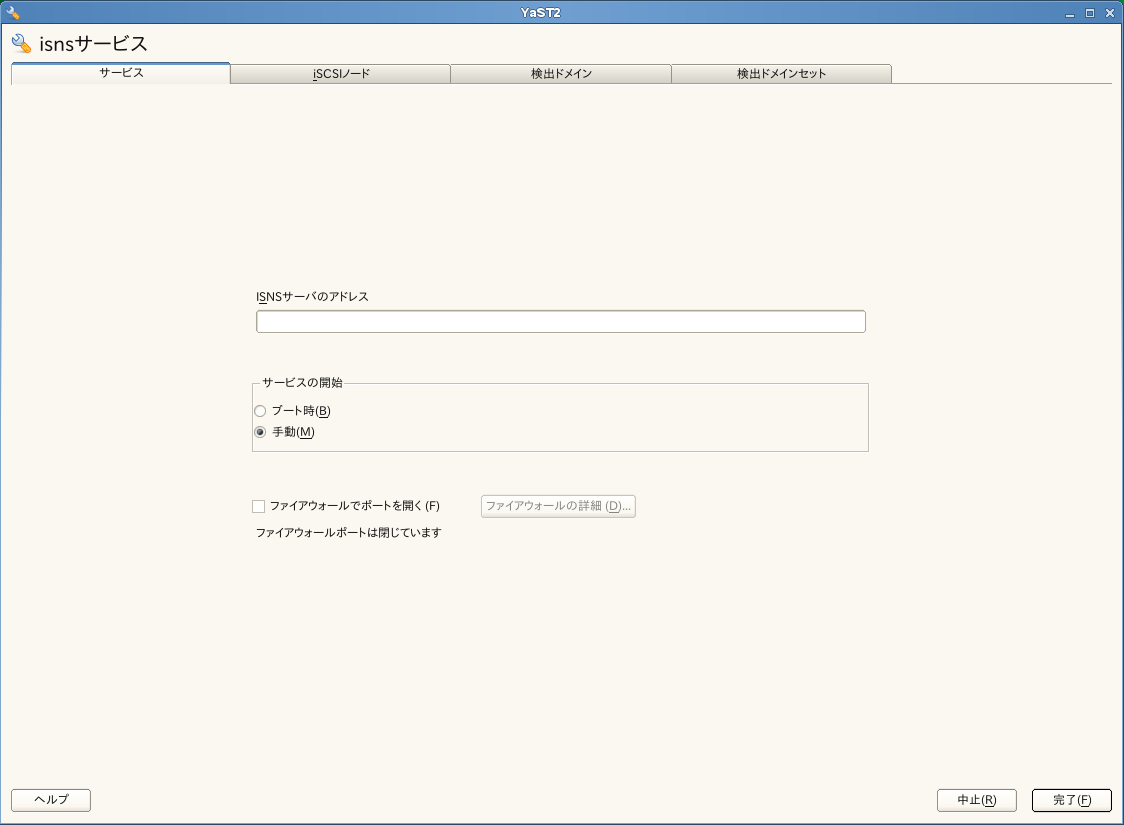 YaST2
isnsサービス
サービス
iSCSIノード
検出ドメイン
検出ドメインセット
ISNSサーバのアドレス
サービスの開始
ブート時(B)
手動(M)
ファイアウォールでポートを開く(F)
ファイアウォールの詳細 (D)...
ファイアウォールポートは閉じています
ヘルプ
中止(R)
完了(F)